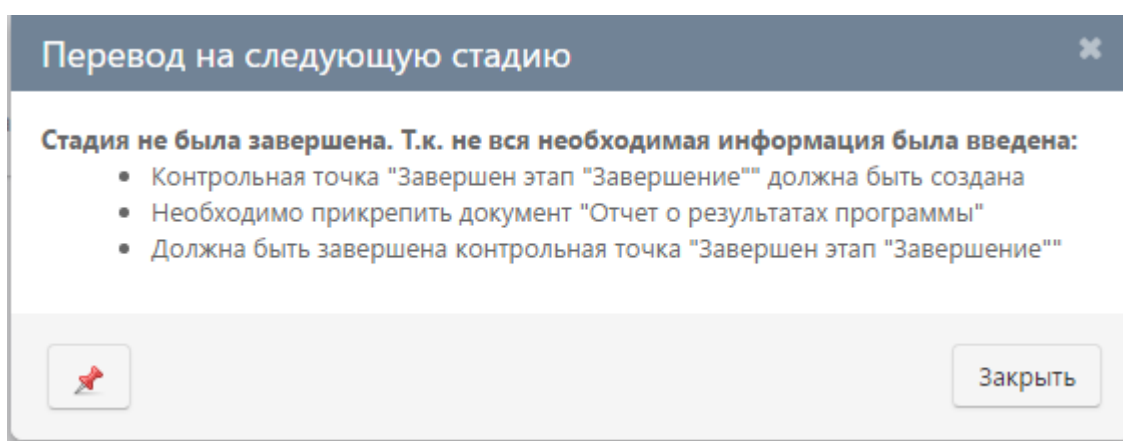 Перевод на следующую стадию
Стадия не была завершена. Т.к. не вся необходимая информация была введена:
• Контрольная точка "Завершен этап "Завершение"" должна быть создана
• Необходимо прикрепить документ "Отчет о результатах программы"
• Должна быть завершена контрольная точка "Завершен этап "Завершение""
Закрыть